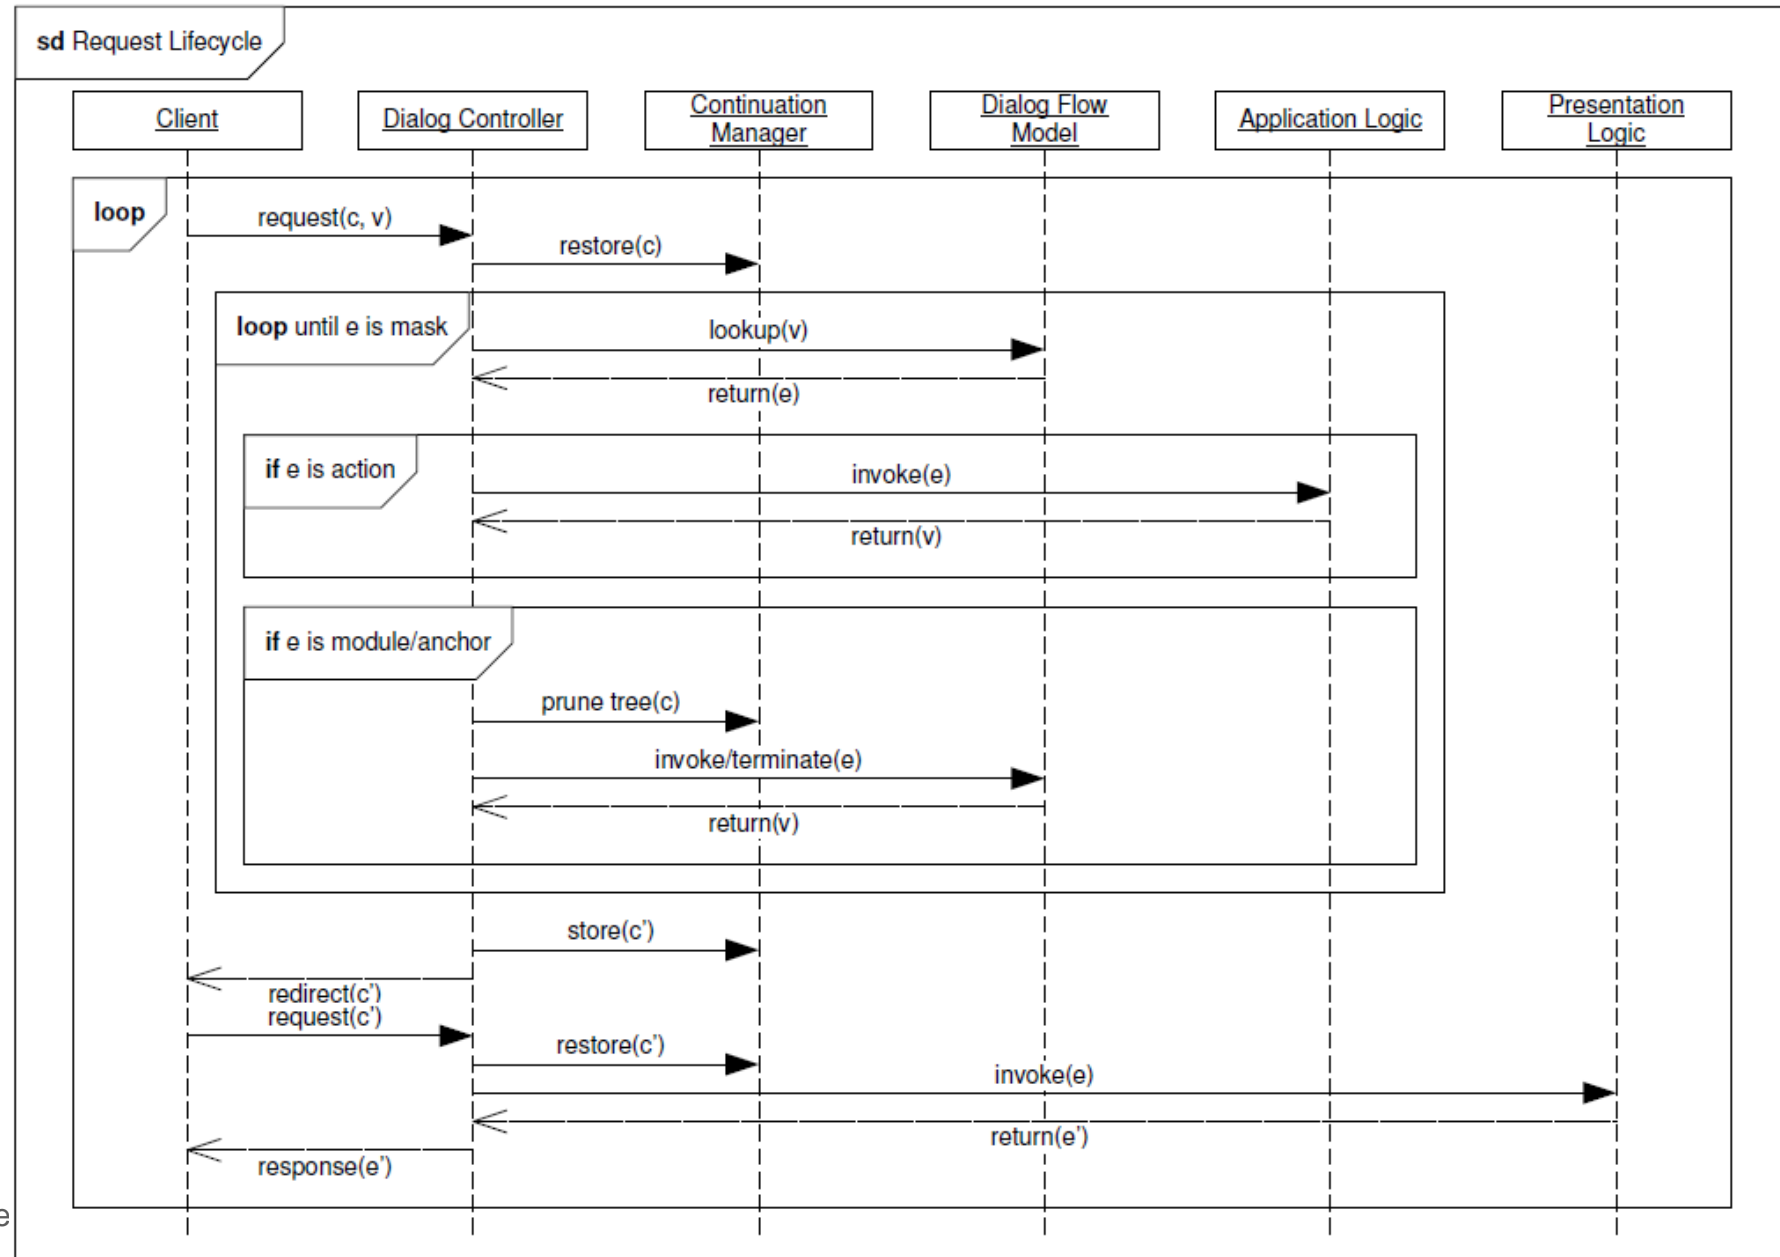 sd Request Lifecycle
Client
Dialog Controller
Continuation
Manager
Dialog Flow
Model
Application Logic
Presentation
Logic
loop
request(c, v)
restore(c)
loop until e is mask
lookup(v)
return(e)
if e is action
invoke(e)
return(v)
if e is module/anchor
prune tree(c)
invoke/terminate(e)
return(v)
store(c’)
redirect(c’)
request(c’)
restore(c’)
invoke(e)
return(e’)
response(e’)
e